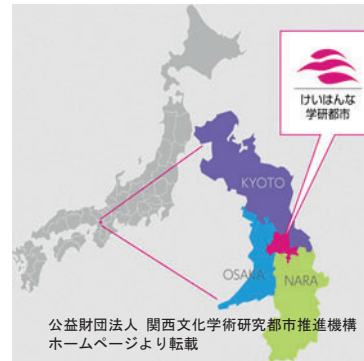 けいはんな
学研都市
KYOTO
OSAKA
NARA
公益財団法人 関西文化学術研究都市推進機構
ホームページより転載